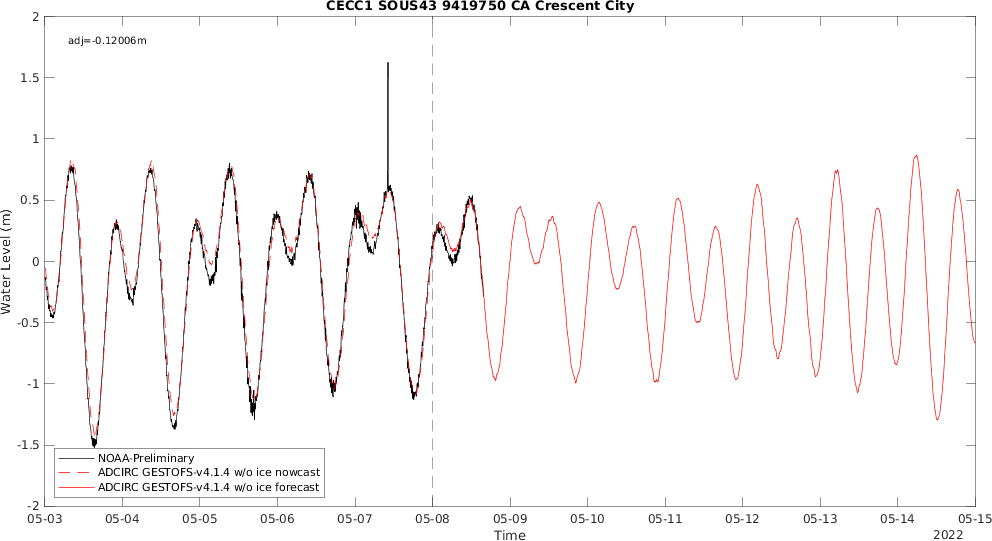 CECC1 SOUS43 9419750 CA Crescent City
adj=-0.12006m
2
1.5
1
0.5
0
-0.5
-1
-1.5
-2
Water Level (m)
NOAA-Preliminary
ADCIRC GESTOFS-v4.1.4 w/o ice nowcast
ADCIRC GESTOFS-v4.1.4 w/o ice forecast
05-03 05-04 05-05 05-06 05-07 05-08 05-09 05-10 05-11 05-12 05-13 05-14 05-15
Time
2022